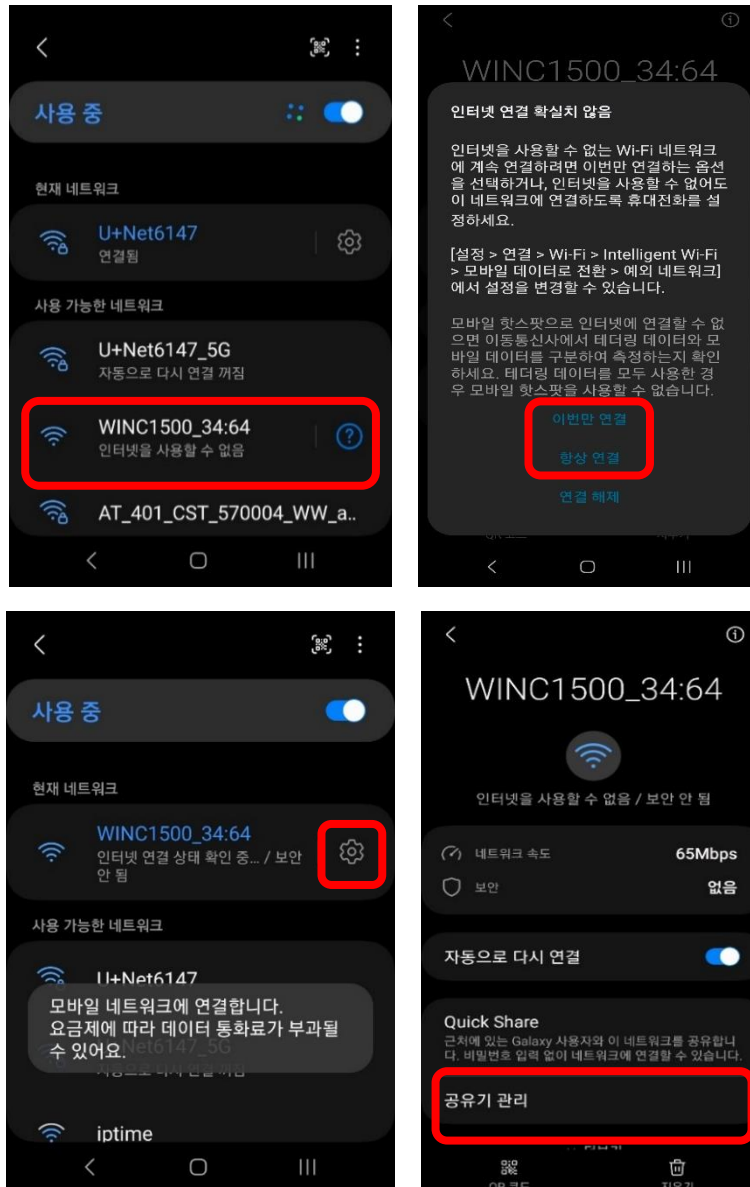 사용 중
현재 네트워크
U+Net6147
연결됨
사용 가능한 네트워크
U+Net6147_5G
자동으로 다시 연결 꺼짐
WINC1500_34:64
인터넷을 사용할 수 없음
AT_401_CST_570004_WW_a..
WINC1500_34:64
인터넷 연결 확실치 않음
인터넷을 사용할 수 없는 Wi-Fi 네트워크
에 계속 연결하려면 이번만 연결하는 옵션
을 선택하거나, 인터넷을 사용할 수 없어도
이 네트워크에 연결하도록 휴대전화를 설
정하세요.
[설정 > 연결 > Wi-Fi > Intelligent Wi-Fi
> 모바일 데이터로 전환 > 예외 네트워크]
에서 설정을 변경할 수 있습니다.
모바일 핫스팟으로 인터넷에 연결할 수 없
으면 이동통신사에서 테더링 데이터와 모
바일 데이터를 구분하여 측정하는지 확인
하세요. 테더링 데이터를 모두 사용한 경
우 모바일 핫스팟을 사용할 수 없습니다.
이번만 연결
항상 연결
연결 해제
사용 중
현재 네트워크
WINC1500_34:64
인터넷 연결 상태 확인 중... / 보안
안 됨
사용 가능한 네트워크
U+Net6147
모바일 네트워크에 연결합니다.
요금제에 따라 데이터 통화료가 부과될
수 있어요.
iptime
WINC1500_34:64
인터넷을 사용할 수 없음 / 보안 안 됨
네트워크 속도 65Mbps
보안 없음
자동으로 다시 연결
Quick Share
근처에 있는 Galaxy 사용자와 이 네트워크를 공유합니
다. 비밀번호 입력 없이 네트워크에 연결할 수 있습니다.
공유기 관리